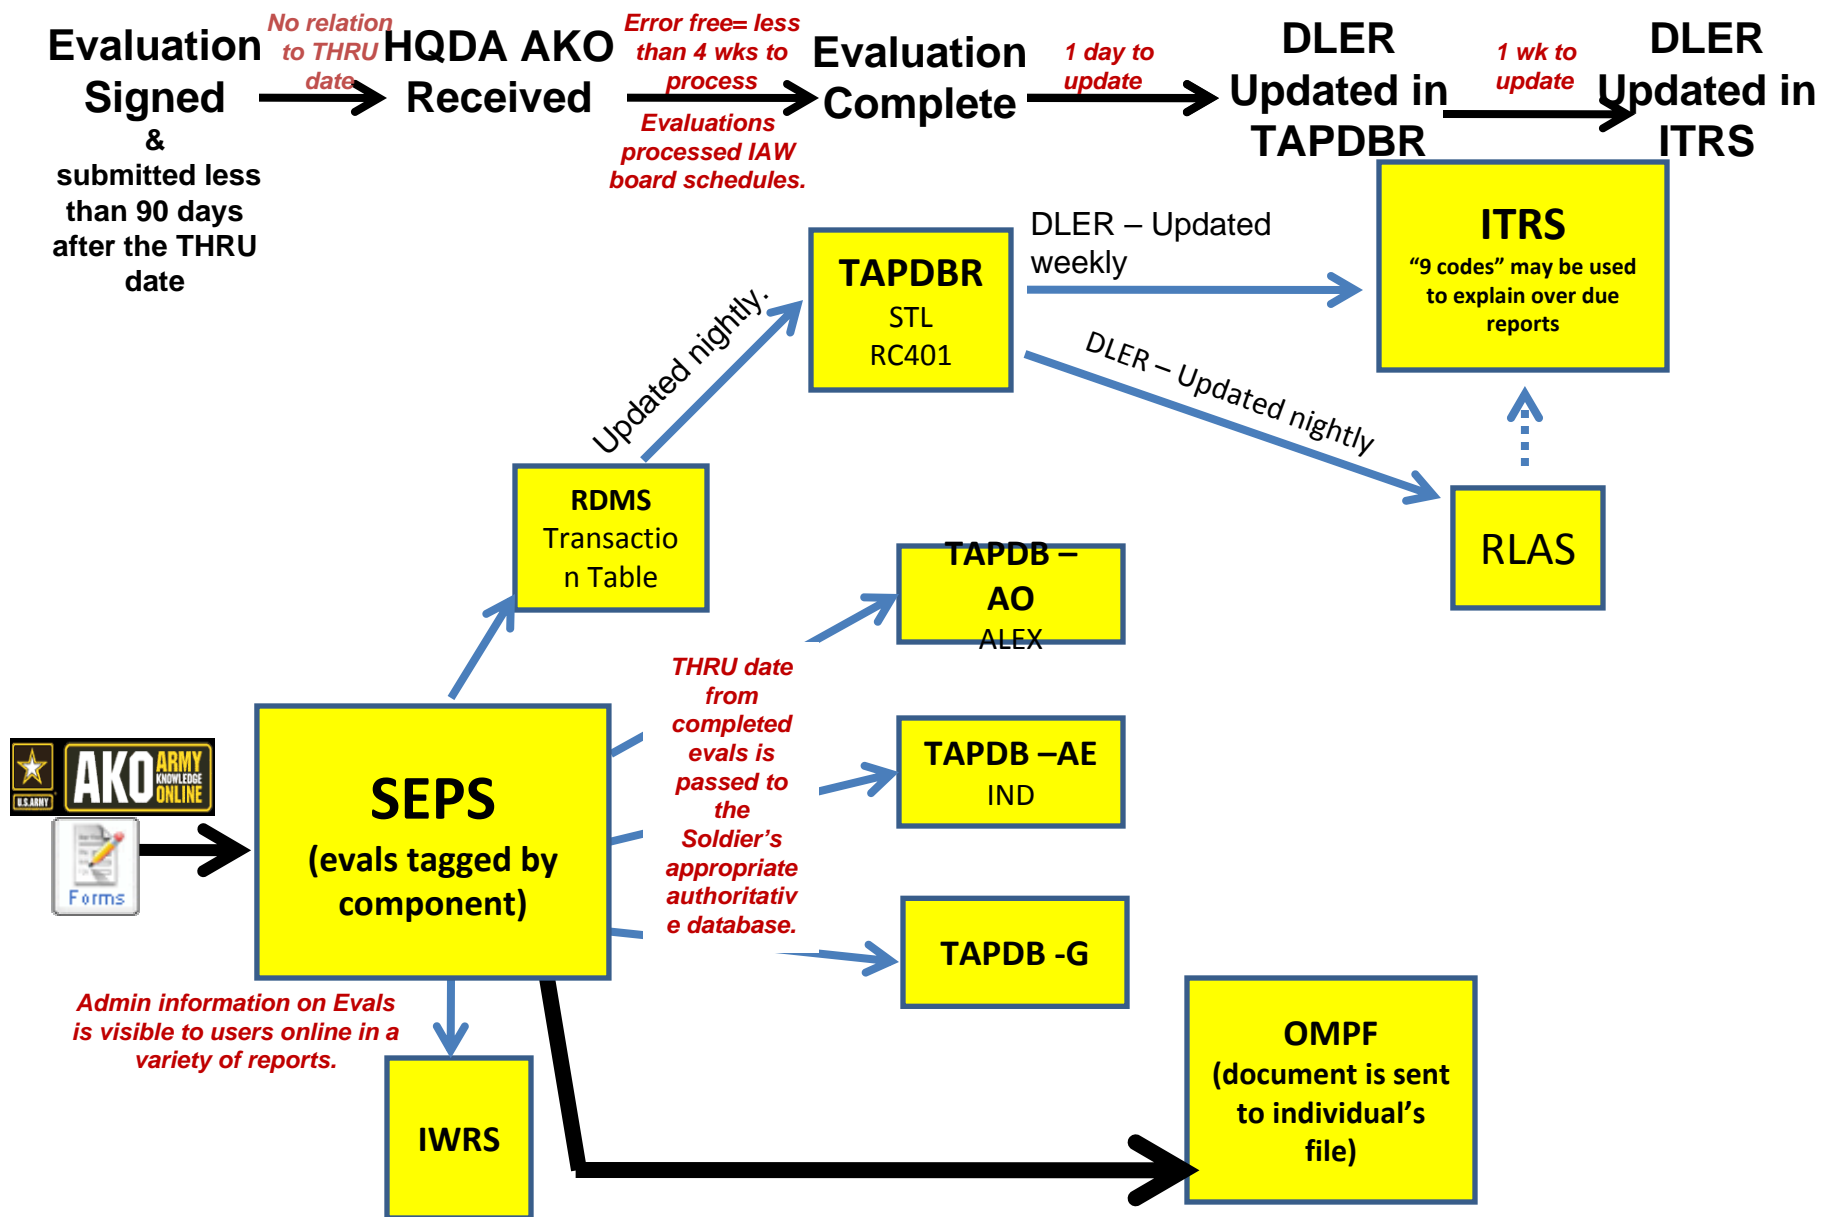 Evaluation
Signed
&
submitted less
than 90 days
after the THRU
date
No relation
to THRU
date
HQDA AKO
Received
Error free= less
than 4 wks to
process
Evaluations
processed IAW
board schedules.
Evaluation
Complete
1 day to
update
DLER
Updated in
TAPDBR
1 wk to
update
DLER
Updated in
ITRS
ITRS
“9 codes” may be used
to explain over due
reports
DLER – Updated
weekly
TAPDBR
STL
RC401
Updated nightly.
DLER – Updated nightly
RDMS
Transactio
n Table
RLAS
TAPDB –
AO
ALEX
THRU date
from
completed
evals is
passed to
the
Soldier’s
appropriate
authoritativ
e database.
TAPDB –AE
IND
TAPDB -G
U.S.ARMY
AKO ARMY
KNOWLEDGE
ONLINE
Forms
SEPS
(evals tagged by
component)
Admin information on Evals
is visible to users online in a
variety of reports.
IWRS
OMPF
(document is sent
to individual’s
file)